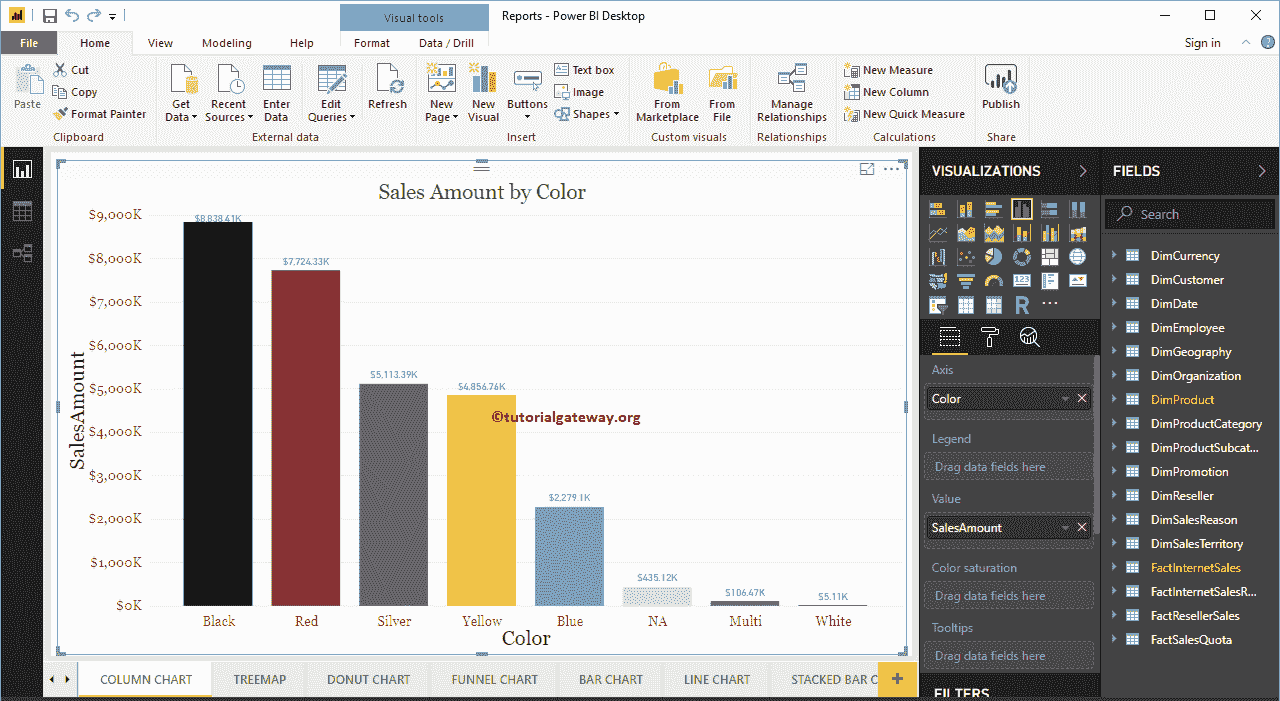 Visual tools
Reports - Power BI Desktop
File Home View Modeling Help Format Data / Drill Sign in
Paste
Cut
Copy
Format Painter
Clipboard
Get Data
Recent Sources
Enter Data
Edit Queries
External data
Refresh
New Page
New Visual
Buttons
Text box
Image
Shapes
Insert
From Marketplace
From File
Custom visuals
Manage Relationships
Relationships
New Measure
New Column
New Quick Measure
Calculations
Publish
Share
Sales Amount by Color
SalesAmount
$9,000K
$8,000K
$7,000K
$6,000K
$5,000K
$4,000K
$3,000K
$2,000K
$1,000K
$0K
$8,838.41K
$7,724.33K
$5,113.39K
$4,856.76K
$2,279.1K
$435.12K
$106.47K
$5.11K
©tutorialgateway.org
Black Red Silver Yellow Blue NA Multi White
Color
VISUALIZATIONS
123
R
Axis
Color
Legend
Drag data fields here
Value
SalesAmount
Color saturation
Drag data fields here
Tooltips
Drag data fields here
FILTERS
FIELDS
Search
DimCurrency
DimCustomer
DimDate
DimEmployee
DimGeography
DimOrganization
DimProduct
DimProductCategory
DimProductSubcat...
DimPromotion
DimReseller
DimSalesReason
DimSalesTerritory
FactInternetSales
FactInternetSalesR...
FactResellerSales
FactSalesQuota
COLUMN CHART TREEMAP DONUT CHART FUNNEL CHART BAR CHART LINE CHART STACKED BAR C